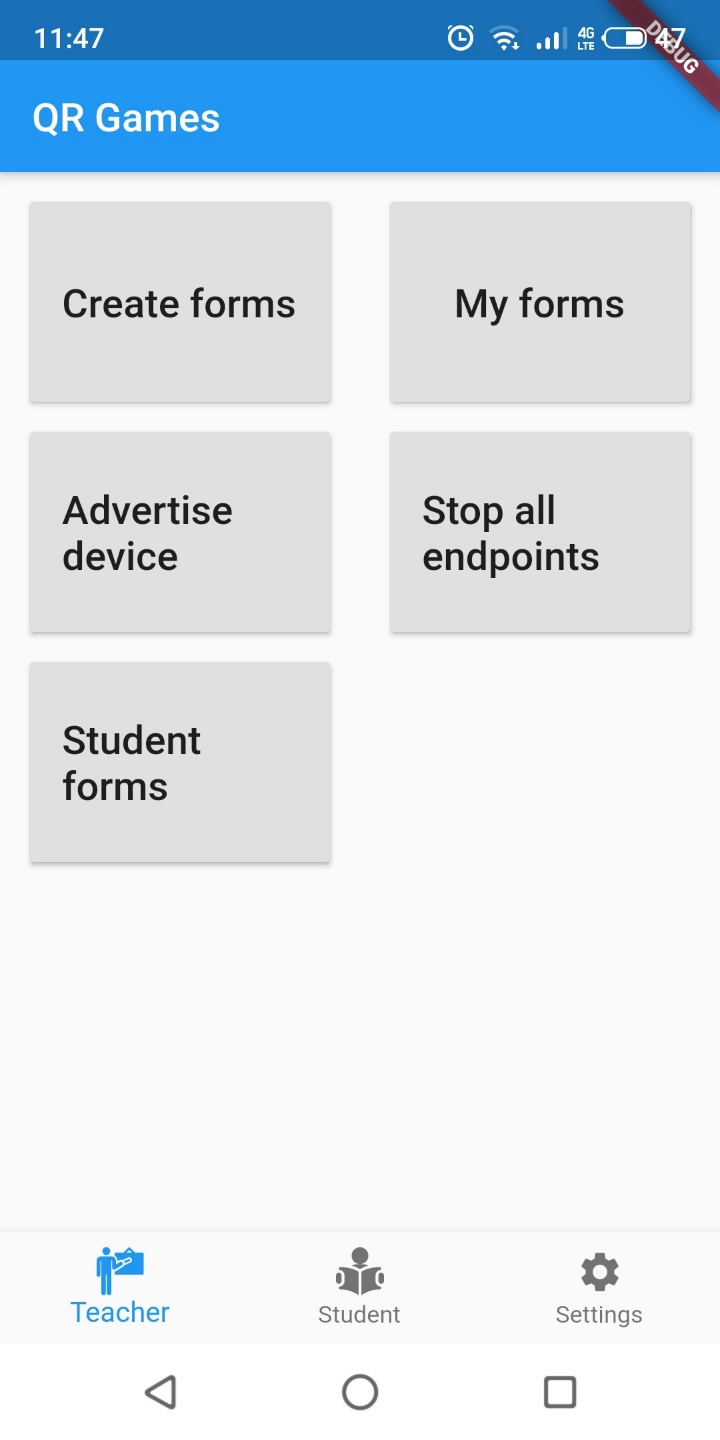 11:47
4G
LTE
47
DEBUG
QR Games
Create forms
My forms
Advertise
device
Stop all
endpoints
Student
forms
Teacher
Student
Settings